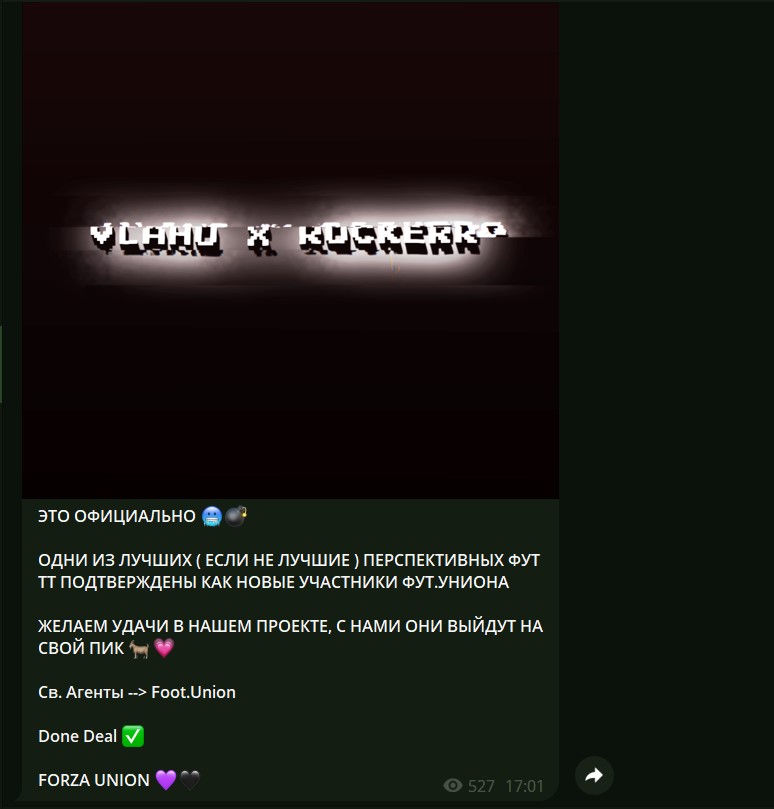 VLAHU X ROCKERRO
ЭТО ОФИЦИАЛЬНО 🥶💣
ОДНИ ИЗ ЛУЧШИХ ( ЕСЛИ НЕ ЛУЧШИЕ ) ПЕРСПЕКТИВНЫХ ФУТ
ТТ ПОДТВЕРЖДЕНЫ КАК НОВЫЕ УЧАСТНИКИ ФУТ.УНИОНА
ЖЕЛАЕМ УДАЧИ В НАШЕМ ПРОЕКТЕ, С НАМИ ОНИ ВЫЙДУТ НА
СВОЙ ПИК 🐐💗
Св. Агенты --> Foot.Union
Done Deal ✅
FORZA UNION 💜🖤
527 17:01